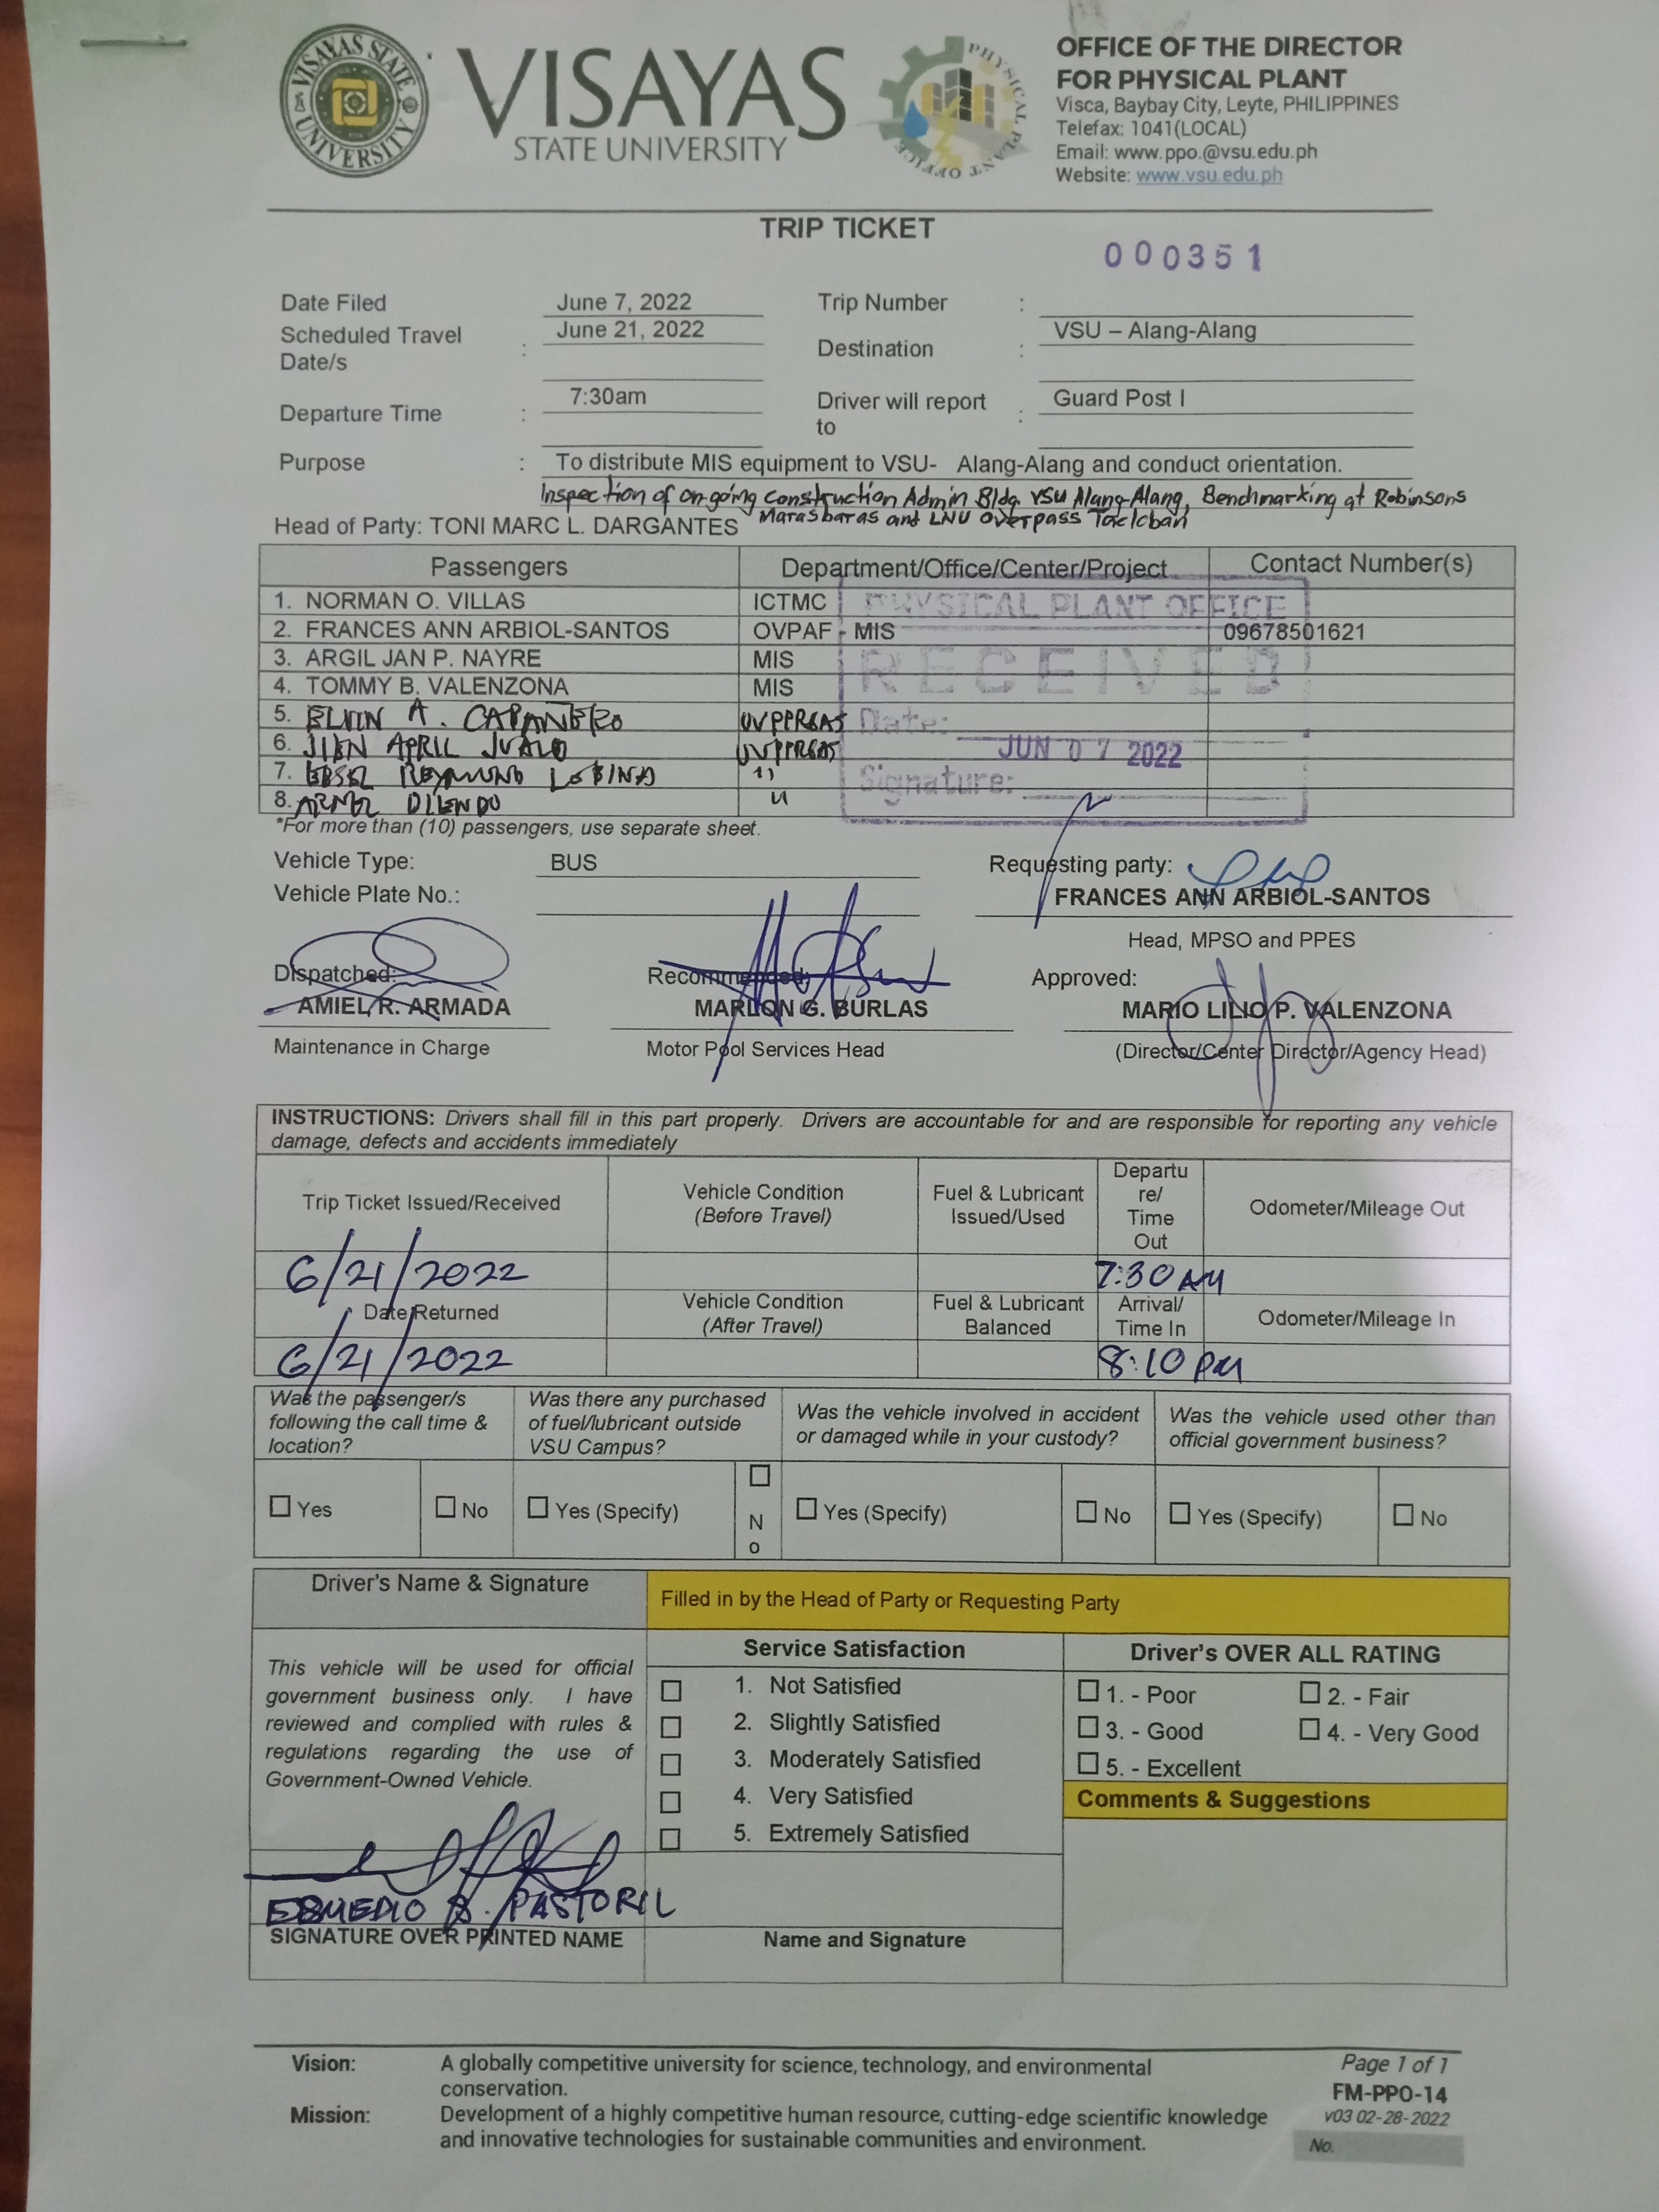 VISAYAS STATE UNIVERSITY
VISAYAS
STATE UNIVERSITY
PHYSICAL PLANT OFFICE
OFFICE OF THE DIRECTOR
FOR PHYSICAL PLANT
Visca, Baybay City, Leyte, PHILIPPINES
Telefax: 1041(LOCAL)
Email: www.ppo.@vsu.edu.ph
Website: www.vsu.edu.ph
TRIP TICKET
000351
Date Filed June 7, 2022 Trip Number :
Scheduled Travel Date/s : June 21, 2022 Destination : VSU – Alang-Alang
Departure Time : 7:30am Driver will report to : Guard Post I
Purpose : To distribute MIS equipment to VSU- Alang-Alang and conduct orientation.
Inspection of on-going Construction Admin Bldg VSU Alang-Alang, Benchmarking at Robinsons
Marasbaras and LNU Overpass Tacloban
Head of Party: TONI MARC L. DARGANTES
Passengers Department/Office/Center/Project Contact Number(s)
1. NORMAN O. VILLAS ICTMC
2. FRANCES ANN ARBIOL-SANTOS OVPAF - MIS 09678501621
3. ARGIL JAN P. NAYRE MIS
4. TOMMY B. VALENZONA MIS
5. ELVIN A. CAPANERO
6. APRIL
7. REYMUND
8. ARNEL DILENDO
PHYSICAL PLANT OFFICE
RECEIVED
Date: JUN 07 2022
Signature:
*For more than (10) passengers, use separate sheet.
Vehicle Type: BUS Requesting party:
Vehicle Plate No.: FRANCES ANN ARBIOL-SANTOS
Head, MPSO and PPES
Dispatched: Recommended: Approved:
AMIEL R. ARMADA MARLON G. BURLAS MARIO LILIO P. VALENZONA
Maintenance in Charge Motor Pool Services Head (Director/Center Director/Agency Head)
INSTRUCTIONS: Drivers shall fill in this part properly. Drivers are accountable for and are responsible for reporting any vehicle
damage, defects and accidents immediately
Trip Ticket Issued/Received Vehicle Condition (Before Travel) Fuel & Lubricant Issued/Used Departu re/ Time Out Odometer/Mileage Out
6/21/2022 7:30 AM
Date Returned Vehicle Condition (After Travel) Fuel & Lubricant Balanced Arrival/ Time In Odometer/Mileage In
6/21/2022 8:10 PM
Was the passenger/s following the call time & location? Was there any purchased of fuel/lubricant outside VSU Campus? Was the vehicle involved in accident or damaged while in your custody? Was the vehicle used other than official government business?
☐ Yes ☐ No ☐ Yes (Specify) ☐ No ☐ Yes (Specify) ☐ No ☐ Yes (Specify) ☐ No
Driver's Name & Signature
Filled in by the Head of Party or Requesting Party
This vehicle will be used for official
government business only. I have
reviewed and complied with rules &
regulations regarding the use of
Government-Owned Vehicle.
EBMEDIO B. PASTORIL
SIGNATURE OVER PRINTED NAME
Service Satisfaction
☐ 1. Not Satisfied
☐ 2. Slightly Satisfied
☐ 3. Moderately Satisfied
☐ 4. Very Satisfied
☐ 5. Extremely Satisfied
Name and Signature
Driver's OVER ALL RATING
☐ 1. - Poor ☐ 2. - Fair
☐ 3. - Good ☐ 4. - Very Good
☐ 5. - Excellent
Comments & Suggestions
Vision: A globally competitive university for science, technology, and environmental
conservation.
Mission: Development of a highly competitive human resource, cutting-edge scientific knowledge
and innovative technologies for sustainable communities and environment.
Page 1 of 1
FM-PPO-14
v03 02-28-2022
No.